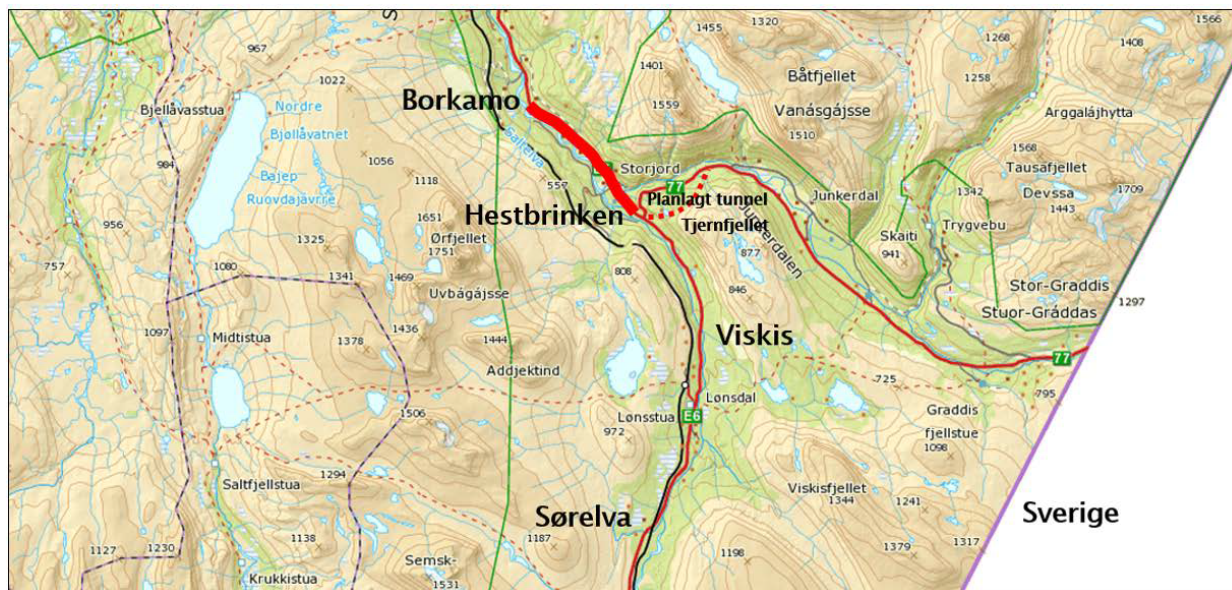 1566
1320
1455
967
1268
1408
S
1401
Båtfjellet
1022
1258
Nordre
Borkamo
Bjellåvasstua
1559
Vanásgájsse
Arggalájhytta
Bjøllåvatnet
Saltelva
1510
1568
984
1056
Storjord
Tausafjellet
Bajep-
1118
557
77
Junkerdal
1342
Devssa
1709
Ruovdajávrre
Planlagt tunnel
1443
956
1651
Hestbrinken
Tjernfjellet
Trygvebu
Ørfjellet
Junkerdalen
Skaiti
1325
1751
877
941
757
1080
1341
1469
808
Stor-Graddis
Uvbågájsse
846
1297
Stuor-Gráddas
1097
1436
Midtistua
1378
1444
Viskis
77
Addjektind
725
795
Lønsdal
1506
Lønsstua
E6
Graddis
fjellstue
972
1098
1294
Saltfjellstua
Viskisfjellet
1344
1241
Sørelva
Sverige
1138
1187
1127
1230
1198
1379
1317
Semsk-
Krukkistua
1531